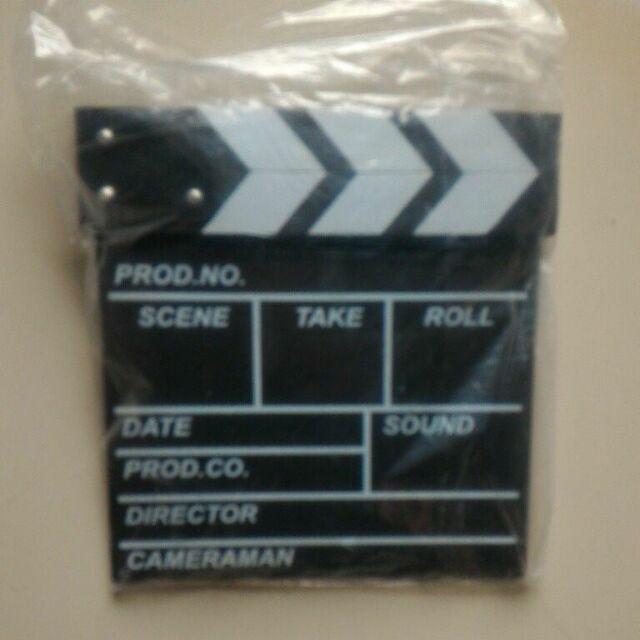 PROD.NO.
SCENE TAKE ROLL
DATE SOUND
PROD.CO.
DIRECTOR
CAMERAMAN